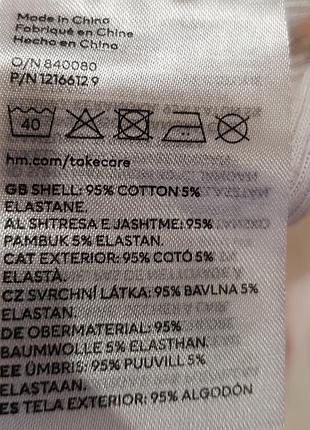 Made in China
Fabriqué en Chine
Hecho en China
O/N 840080
P/N 1216612 9
40
hm.com/takecare
GB SHELL: 95% COTTON 5%
ELASTANE.
AL SHTRESA E JASHTME: 95%
PAMBUK 5% ELASTAN.
CAT EXTERIOR: 95% COTÓ 5%
ELASTÀ.
CZ SVRCHNÍ LÁTKA: 95% BAVLNA 5%
ELASTAN.
DE OBERMATERIAL: 95%
BAUMWOLLE 5% ELASTHAN.
EE ÜMBRIS: 95% PUUVILL 5%
ELASTAAN.
ES TELA EXTERIOR: 95% ALGODÓN